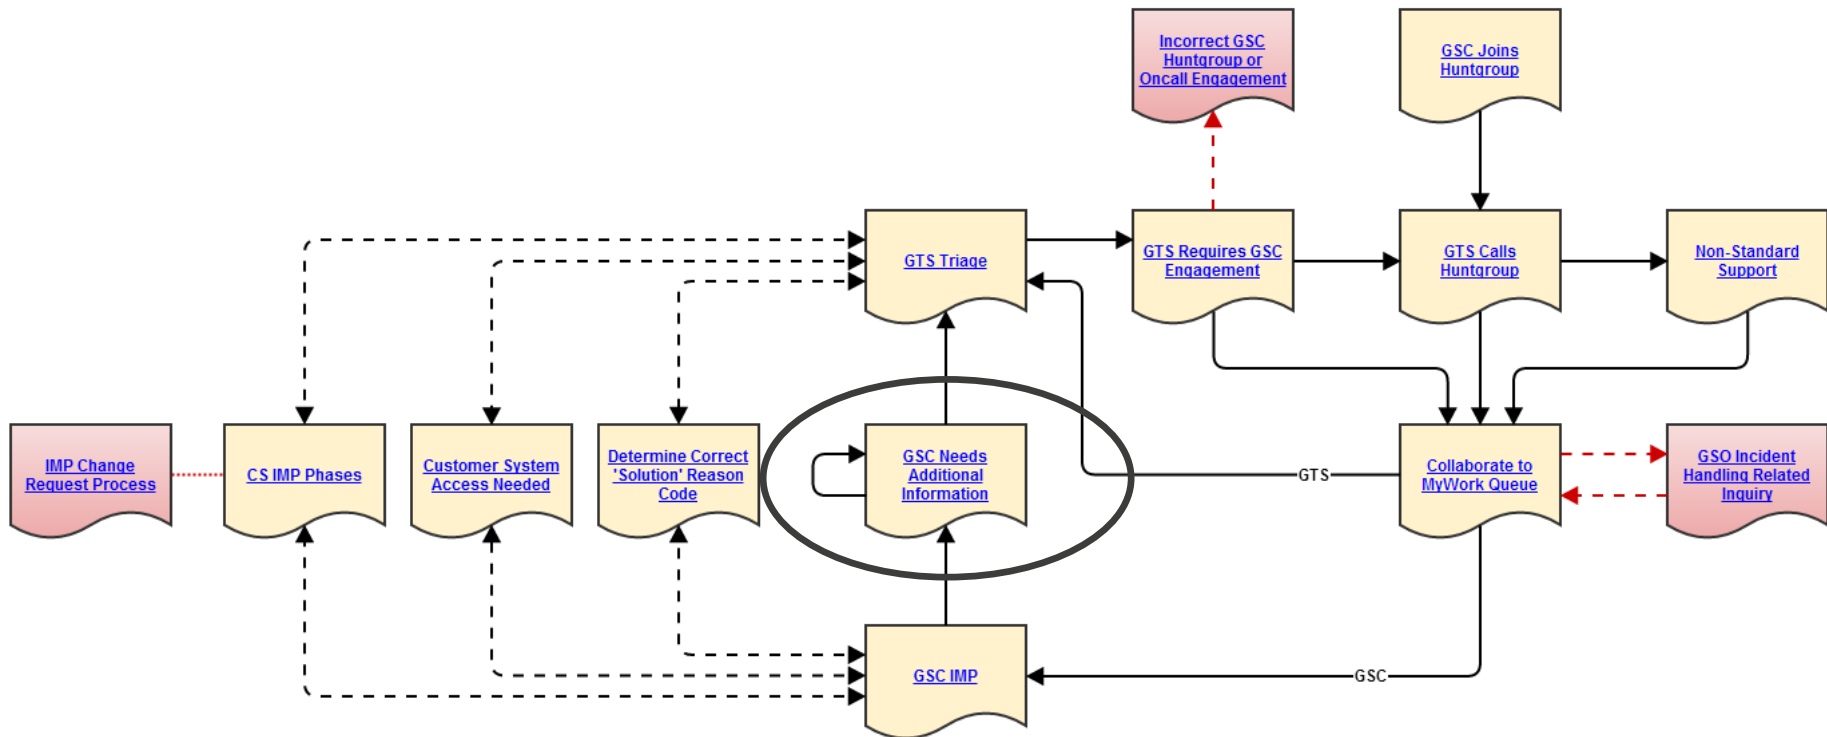 Incorrect GSC
Huntgroup or
Oncall Engagement
GSC Joins
Huntgroup
GTS Triage
GTS Requires GSC
Engagement
GTS Calls
Huntgroup
Non-Standard
Support
IMP Change
Request Process
CS IMP Phases
Customer System
Access Needed
Determine Correct
'Solution' Reason
Code
GSC Needs
Additional
Information
GTS
Collaborate to
MyWork Queue
GSO Incident
Handling Related
Inquiry
GSC IMP
GSC